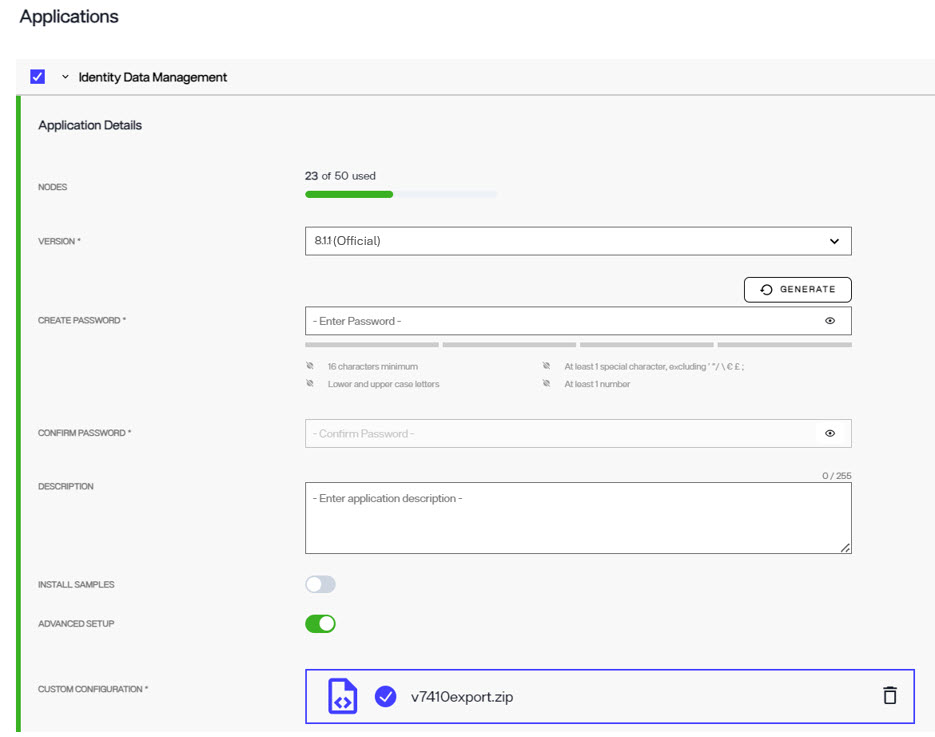 Applications
Identity Data Management
Application Details
NODES
23 of 50 used
VERSION *
8.1.1 (Official)
GENERATE
CREATE PASSWORD *
- Enter Password -
16 characters minimum
At least 1 special character, excluding ' "/ \ € £ ;
Lower and upper case letters
At least 1 number
CONFIRM PASSWORD *
- Confirm Password -
0 / 255
DESCRIPTION
- Enter application description -
INSTALL SAMPLES
ADVANCED SETUP
CUSTOM CONFIGURATION *
v7410export.zip